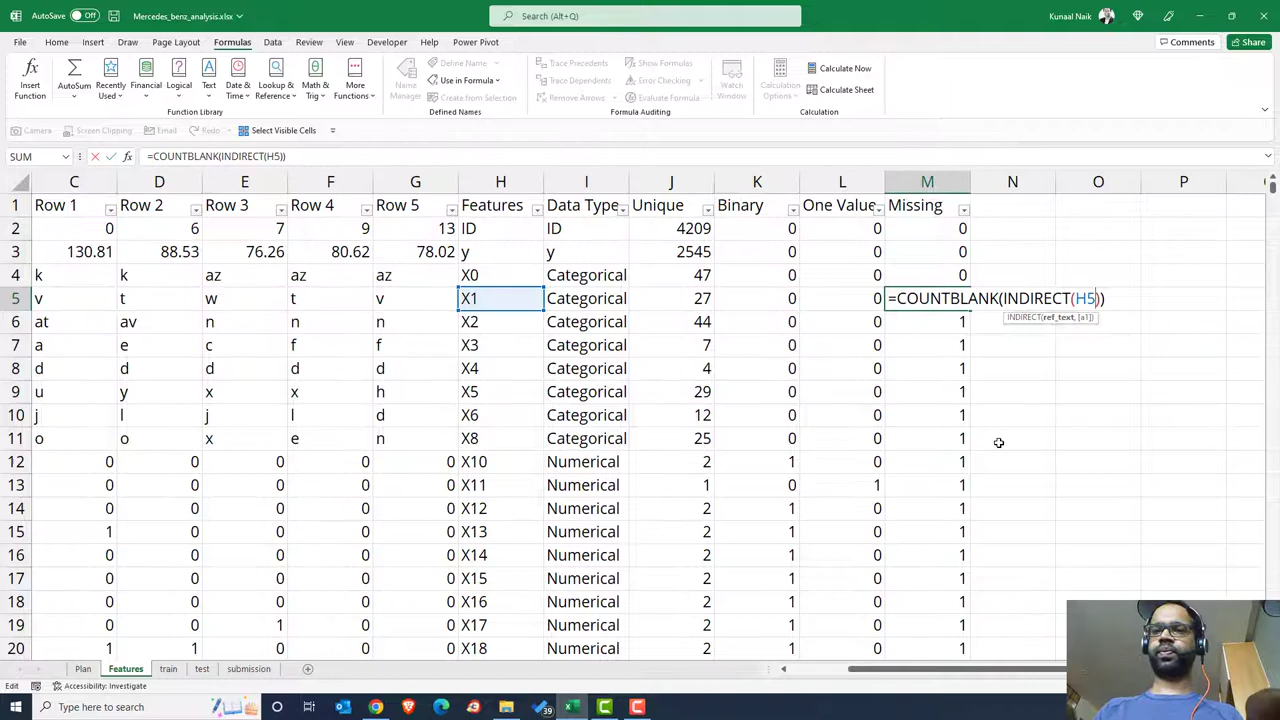 AutoSave Off Mercedes_benz_analysis.xlsx Search (Alt+Q) Kunaal Naik
File Home Insert Draw Page Layout Formulas Data Review View Developer Help Power Pivot Comments Share
Insert Function AutoSum Recently Used Financial Logical Text Date & Time Lookup & Reference Math & Trig More Functions
Function Library
Name Manager Define Name Use in Formula Create from Selection
Defined Names
Trace Precedents Trace Dependents Remove Arrows Show Formulas Error Checking Evaluate Formula Watch Window
Formula Auditing
Calculation Options Calculate Now Calculate Sheet
Calculation
Camera Screen Clipping Email Redo Select Visible Cells
SUM fx =COUNTBLANK(INDIRECT(H5))
C D E F G H I J K L M N O P
1 Row 1 Row 2 Row 3 Row 4 Row 5 Features Data Type Unique Binary One Value Missing
2 0 6 7 9 13 ID ID 4209 0 0 0
3 130.81 88.53 76.26 80.62 78.02 y y 2545 0 0 0
4 k k az az az X0 Categorical 47 0 0 0
5 v t w t v X1 Categorical 27 0 0 =COUNTBLANK(INDIRECT(H5))
INDIRECT(ref_text, [a1])
6 at av n n n X2 Categorical 44 0 0 1
7 a e c f f X3 Categorical 7 0 0 1
8 d d d d d X4 Categorical 4 0 0 1
9 u y x x h X5 Categorical 29 0 0 1
10 j l j l d X6 Categorical 12 0 0 1
11 o o x e n X8 Categorical 25 0 0 1
12 0 0 0 0 0 X10 Numerical 2 1 0 1
13 0 0 0 0 0 X11 Numerical 1 0 1 1
14 0 0 0 0 0 X12 Numerical 2 1 0 1
15 1 0 0 0 0 X13 Numerical 2 1 0 1
16 0 0 0 0 0 X14 Numerical 2 1 0 1
17 0 0 0 0 0 X15 Numerical 2 1 0 1
18 0 0 0 0 0 X16 Numerical 2 1 0 1
19 0 0 1 0 0 X17 Numerical 2 1 0 1
20 1 1 0 0 0 X18 Numerical 2 1 0 1
Plan Features train test submission
Edit Accessibility: Investigate
Type here to search 39